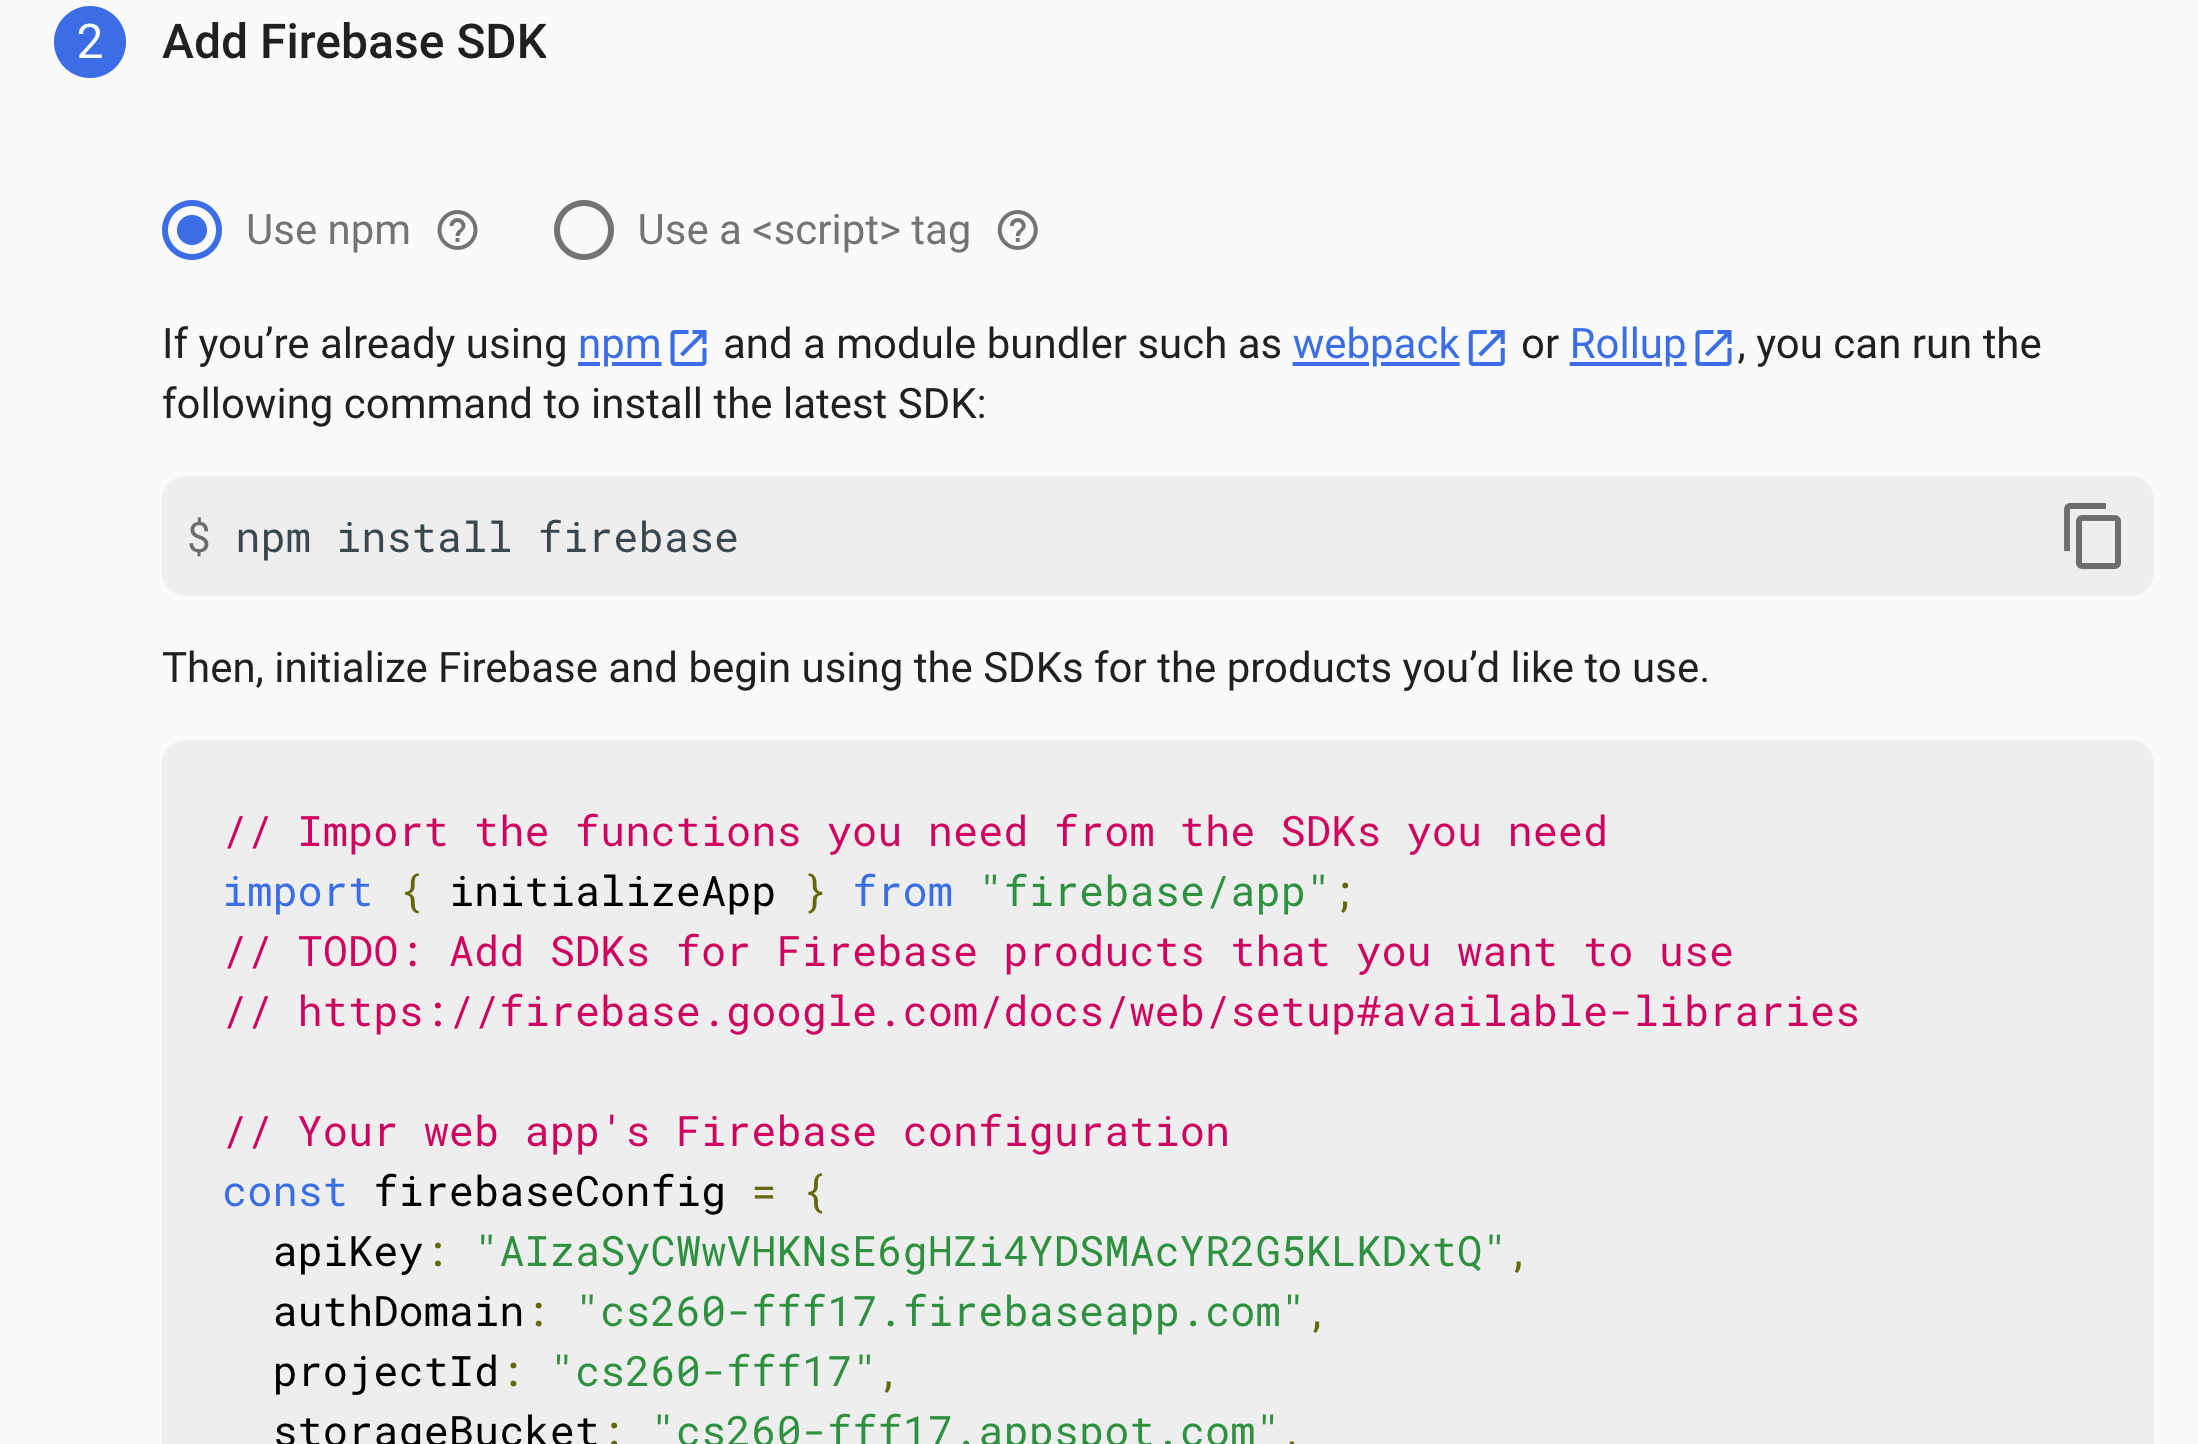 2 Add Firebase SDK
Use npm ? Use a <script> tag ?
If you’re already using npm and a module bundler such as webpack or Rollup , you can run the
following command to install the latest SDK:
$ npm install firebase
Then, initialize Firebase and begin using the SDKs for the products you’d like to use.
// Import the functions you need from the SDKs you need
import { initializeApp } from "firebase/app";
// TODO: Add SDKs for Firebase products that you want to use
// https://firebase.google.com/docs/web/setup#available-libraries
// Your web app's Firebase configuration
const firebaseConfig = {
apiKey: "AIzaSyCWwVHKNsE6gHZi4YDSMAcYR2G5KLKDxtQ",
authDomain: "cs260-fff17.firebaseapp.com",
projectId: "cs260-fff17",
storageBucket: "cs260-fff17.appspot.com",